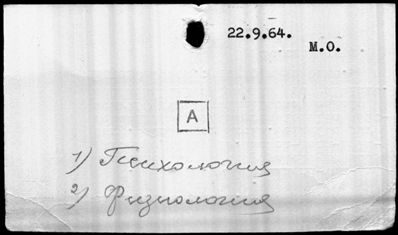 22.9.64.
М.О.
A
1) Психология
2) Физиология